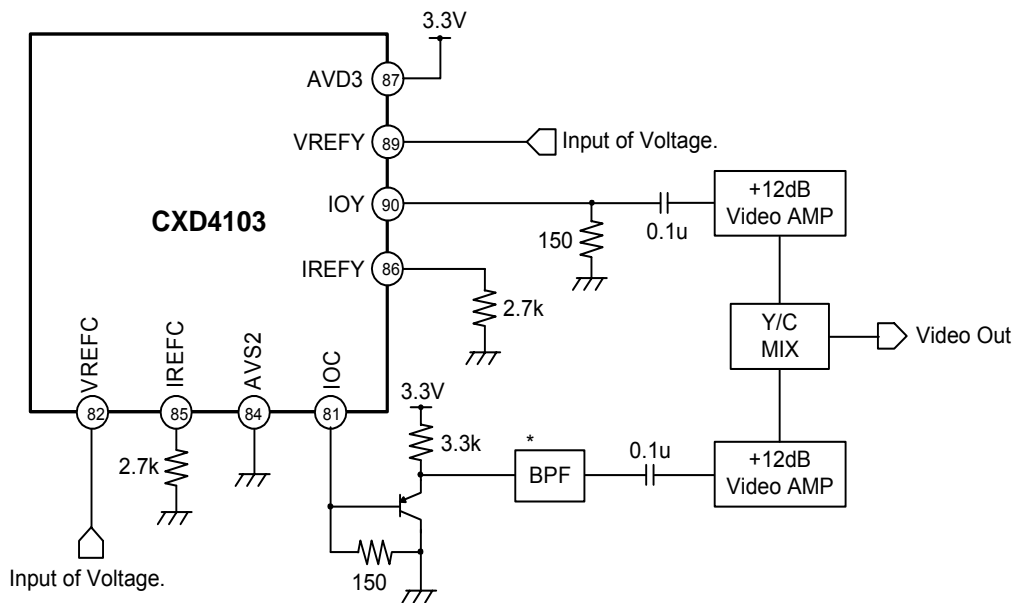 3.3V
AVD3
87
VREFY
89
Input of Voltage.
IOY
90
+12dB
Video AMP
CXD4103
150
0.1u
IREFY
86
2.7k
Y/C
MIX
Video Out
VREFC
IREFC
AVS2
IOC
82
85
84
81
3.3V
3.3k
2.7k
*
BPF
0.1u
+12dB
Video AMP
150
Input of Voltage.